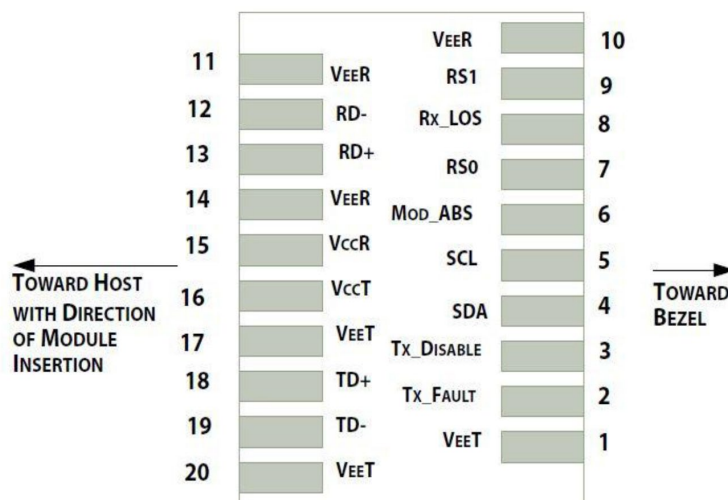 11 VEER
12 RD-
13 RD+
14 VEER
15 VCCR
16 VCCT
17 VEET
18 TD+
19 TD-
20 VEET
VEER 10
RS1 9
RX_LOS 8
RS0 7
MOD_ABS 6
SCL 5
SDA 4
TX_DISABLE 3
TX_FAULT 2
VEET 1
TOWARD HOST
WITH DIRECTION
OF MODULE
INSERTION
TOWARD
BEZEL